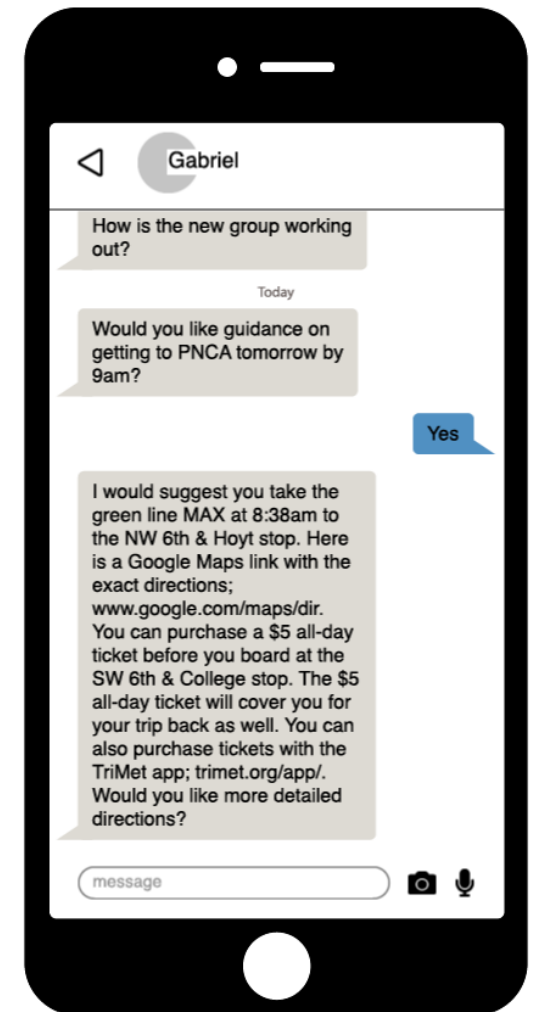 Gabriel
How is the new group working
out?
Today
Would you like guidance on
getting to PNCA tomorrow by
9am?
Yes
I would suggest you take the
green line MAX at 8:38am to
the NW 6th & Hoyt stop. Here
is a Google Maps link with the
exact directions;
www.google.com/maps/dir.
You can purchase a $5 all-day
ticket before you board at the
SW 6th & College stop. The $5
all-day ticket will cover you for
your trip back as well. You can
also purchase tickets with the
TriMet app; trimet.org/app/.
Would you like more detailed
directions?
message